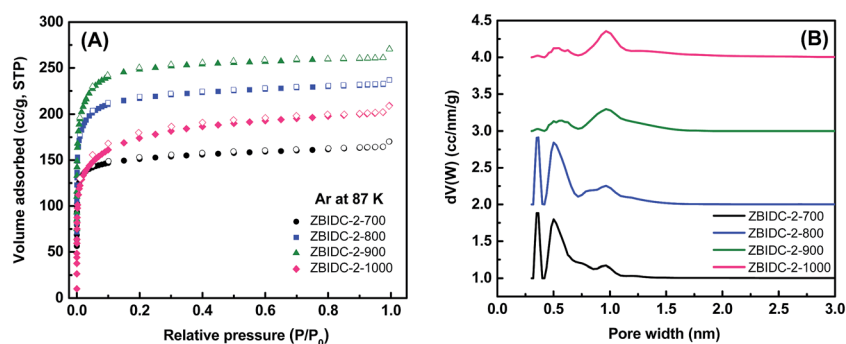 (A)
300
250
200
150
100
50
0
Volume adsorbed (cc/g, STP)
Ar at 87 K
ZBIDC-2-700
ZBIDC-2-800
ZBIDC-2-900
ZBIDC-2-1000
0.0 0.2 0.4 0.6 0.8 1.0
Relative pressure (P/P₀)
(B)
4.5
4.0
3.5
3.0
2.5
2.0
1.5
1.0
dV(W) (cc/nm/g)
ZBIDC-2-700
ZBIDC-2-800
ZBIDC-2-900
ZBIDC-2-1000
0.0 0.5 1.0 1.5 2.0 2.5 3.0
Pore width (nm)